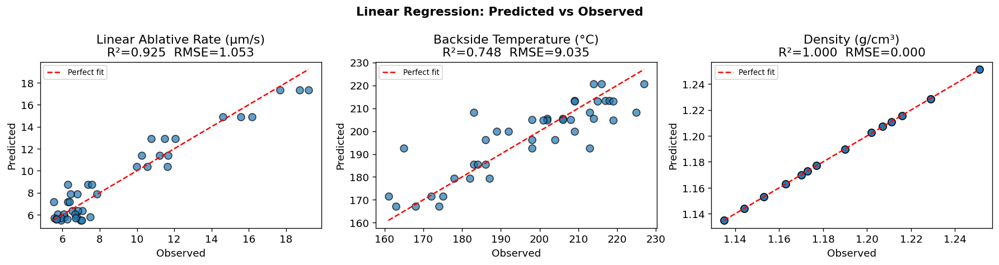 Linear Regression: Predicted vs Observed
Linear Ablative Rate (µm/s)
R²=0.925  RMSE=1.053
Perfect fit
18
16
14
12
10
8
6
Predicted
6 8 10 12 14 16 18
Observed
Backside Temperature (°C)
R²=0.748  RMSE=9.035
Perfect fit
230
220
210
200
190
180
170
160
Predicted
160 170 180 190 200 210 220 230
Observed
Density (g/cm³)
R²=1.000  RMSE=0.000
Perfect fit
1.24
1.22
1.20
1.18
1.16
1.14
Predicted
1.14 1.16 1.18 1.20 1.22 1.24
Observed